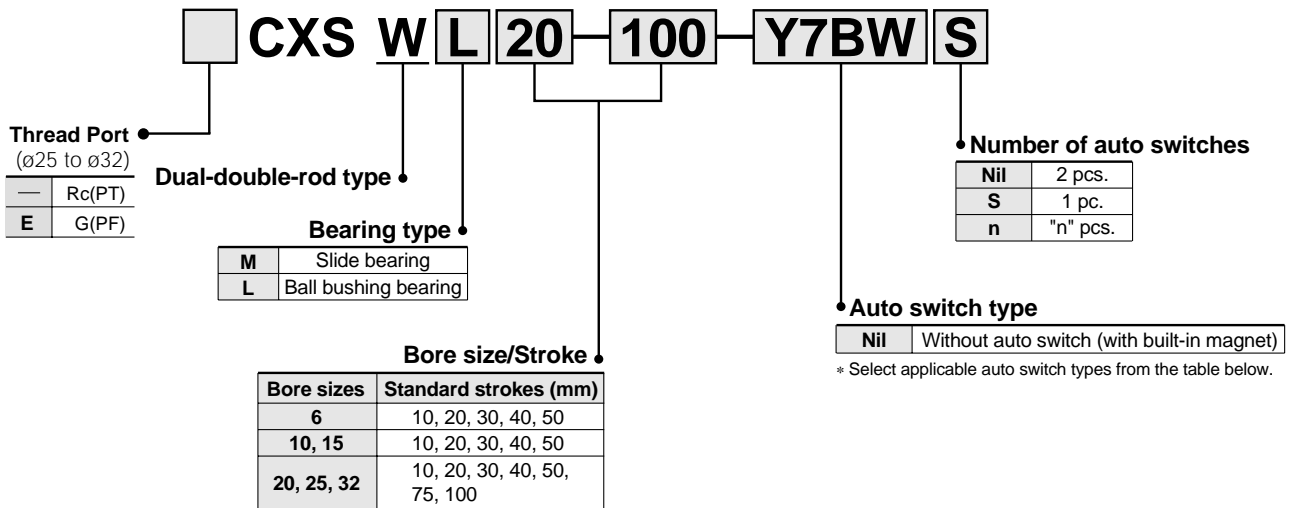 CXS W L 20 — 100 — Y7BW S
Thread Port
(ø25 to ø32)
— Rc(PT)
E G(PF)
Dual-double-rod type
Bearing type
M Slide bearing
L Ball bushing bearing
Bore size/Stroke
Bore sizes Standard strokes (mm)
6 10, 20, 30, 40, 50
10, 15 10, 20, 30, 40, 50
20, 25, 32 10, 20, 30, 40, 50,
75, 100
Number of auto switches
Nil 2 pcs.
S 1 pc.
n "n" pcs.
Auto switch type
Nil Without auto switch (with built-in magnet)
∗ Select applicable auto switch types from the table below.